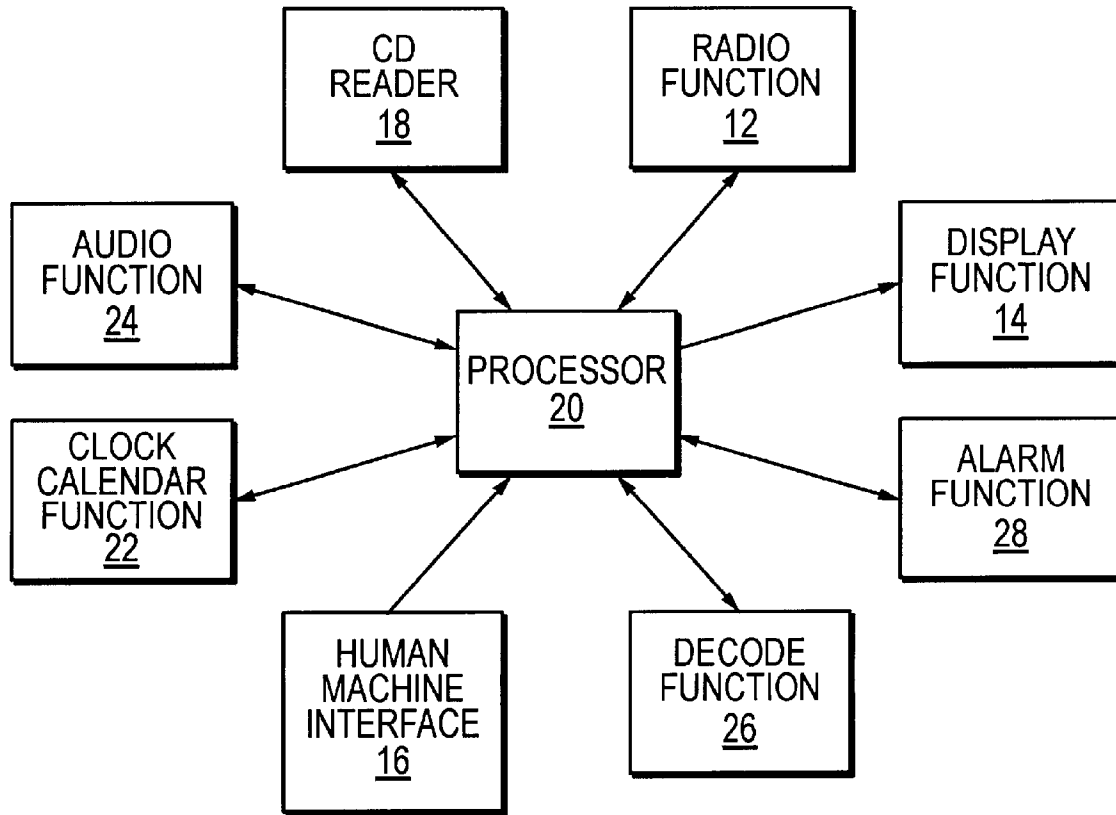 CD
READER
18
RADIO
FUNCTION
12
AUDIO
FUNCTION
24
DISPLAY
FUNCTION
14
PROCESSOR
20
CLOCK
CALENDAR
FUNCTION
22
ALARM
FUNCTION
28
HUMAN
MACHINE
INTERFACE
16
DECODE
FUNCTION
26